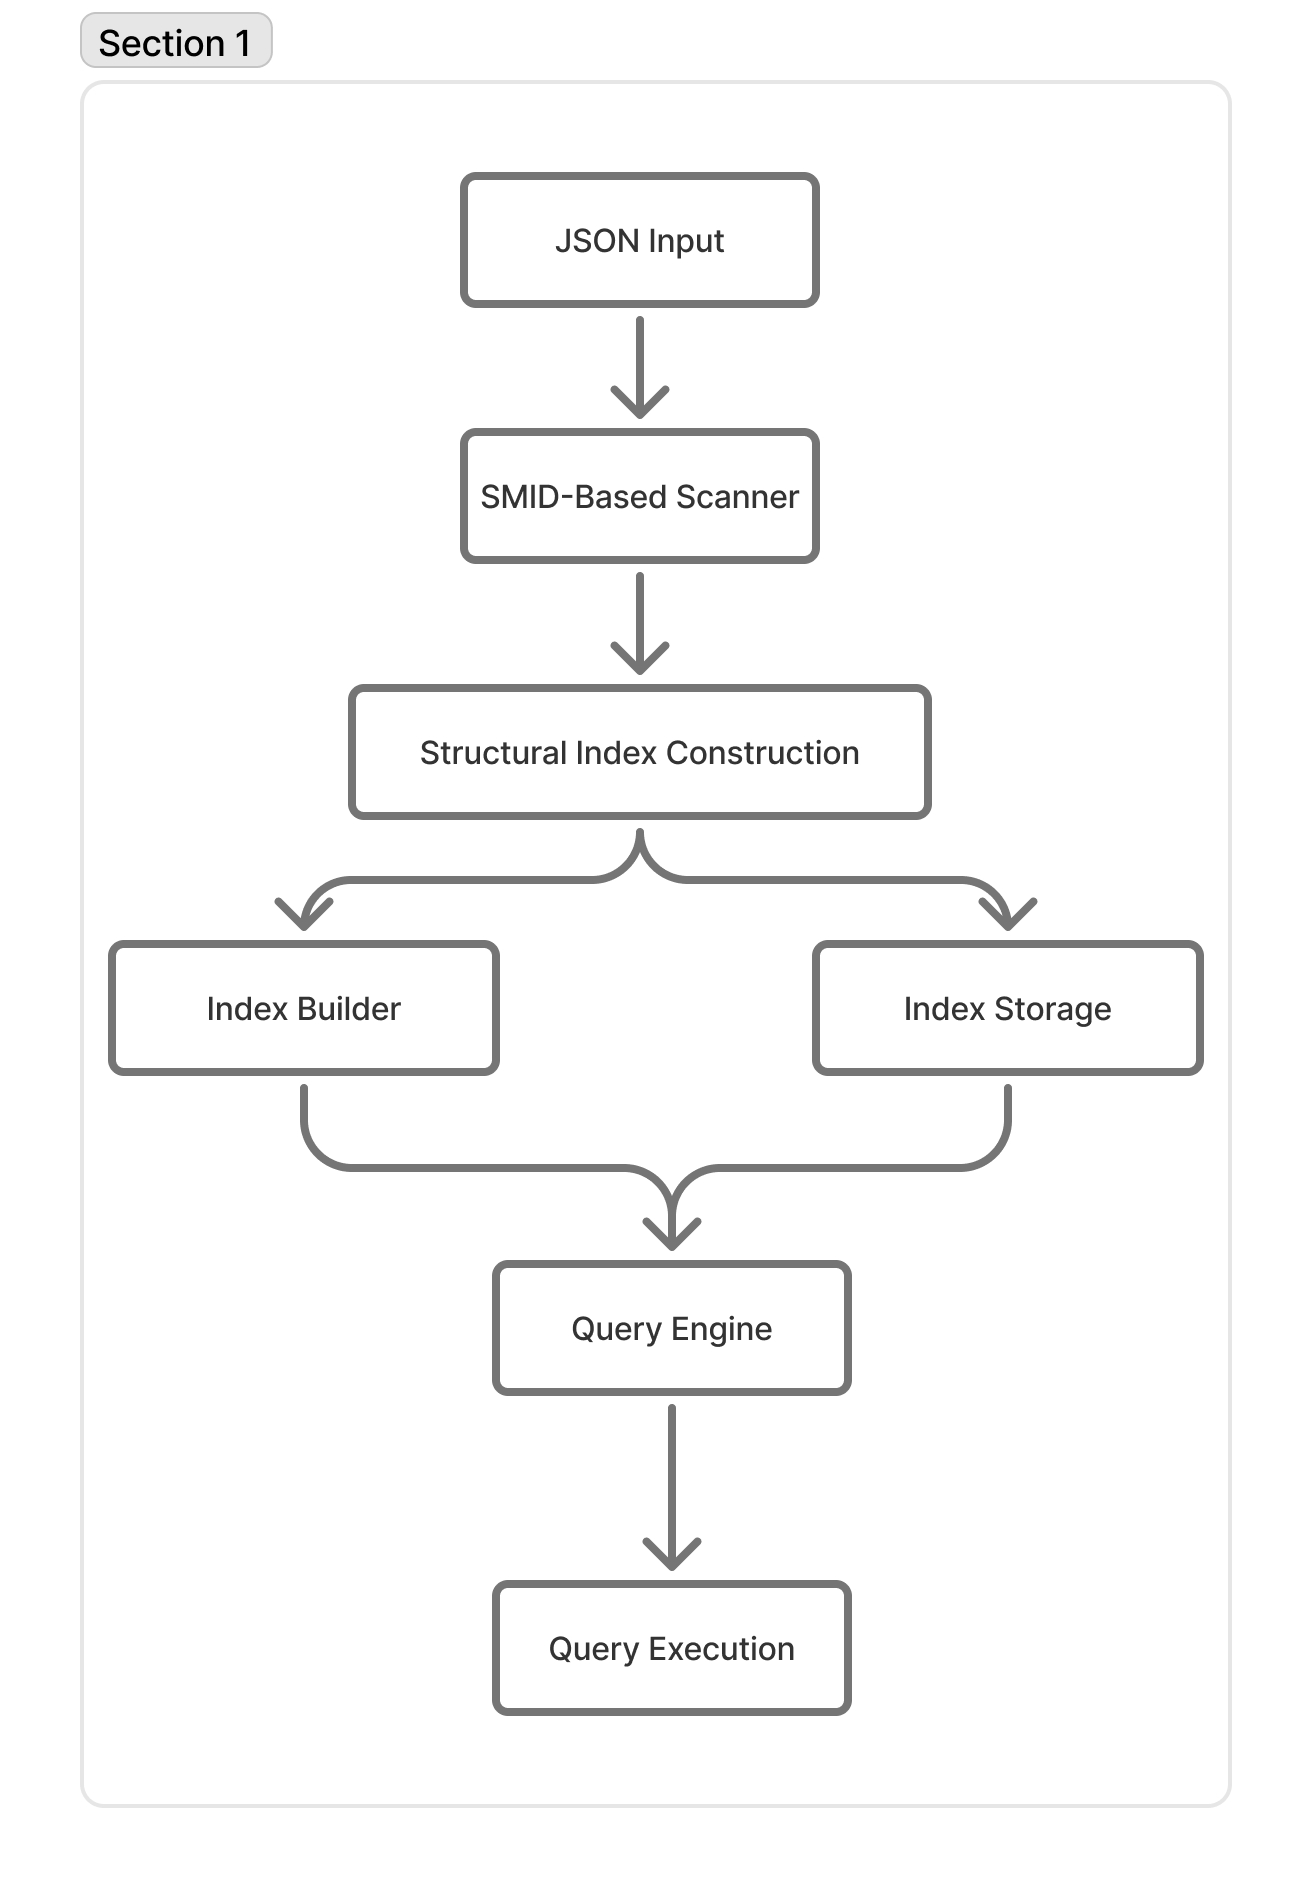 Section 1
JSON Input
SMID-Based Scanner
Structural Index Construction
Index Builder
Index Storage
Query Engine
Query Execution